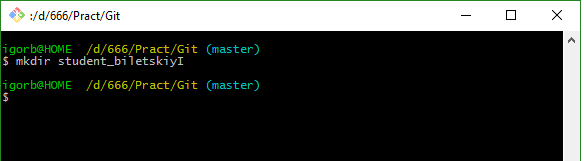 :/d/666/Pract/Git
igorb@HOME  /d/666/Pract/Git (master)
$ mkdir student_biletskiyI
igorb@HOME  /d/666/Pract/Git (master)
$